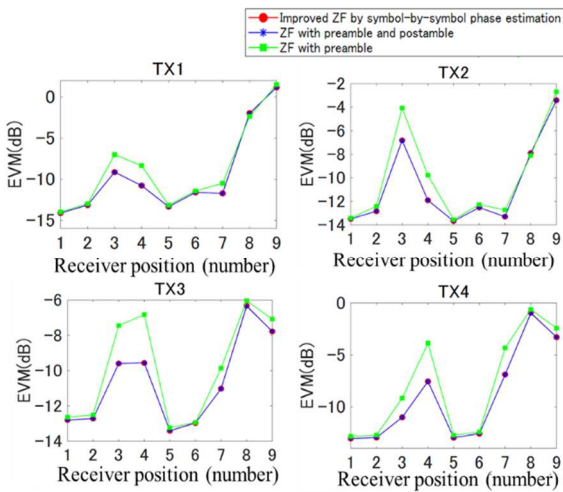 Improved ZF by symbol-by-symbol phase estimation
ZF with preamble and postamble
ZF with preamble
TX1
EVM(dB)
0
−5
−10
−15
1 2 3 4 5 6 7 8 9
Receiver position (number)
TX2
EVM(dB)
−2
−4
−6
−8
−10
−12
−14
1 2 3 4 5 6 7 8 9
Receiver position (number)
TX3
EVM(dB)
−6
−8
−10
−12
−14
1 2 3 4 5 6 7 8 9
Receiver position (number)
TX4
EVM(dB)
0
−5
−10
1 2 3 4 5 6 7 8 9
Receiver position (number)